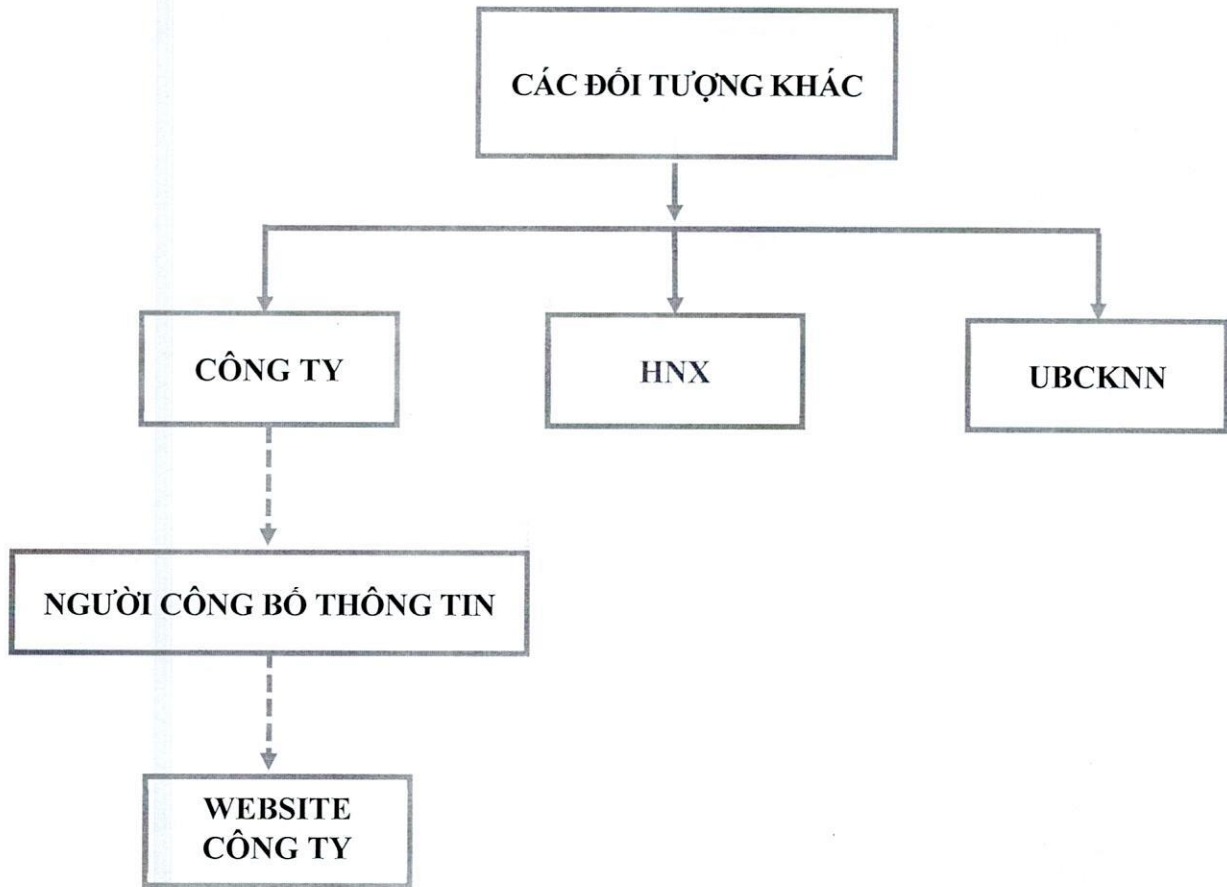 CÁC ĐỐI TƯỢNG KHÁC
CÔNG TY
HNX
UBCKNN
NGƯỜI CÔNG BỐ THÔNG TIN
WEBSITE
CÔNG TY